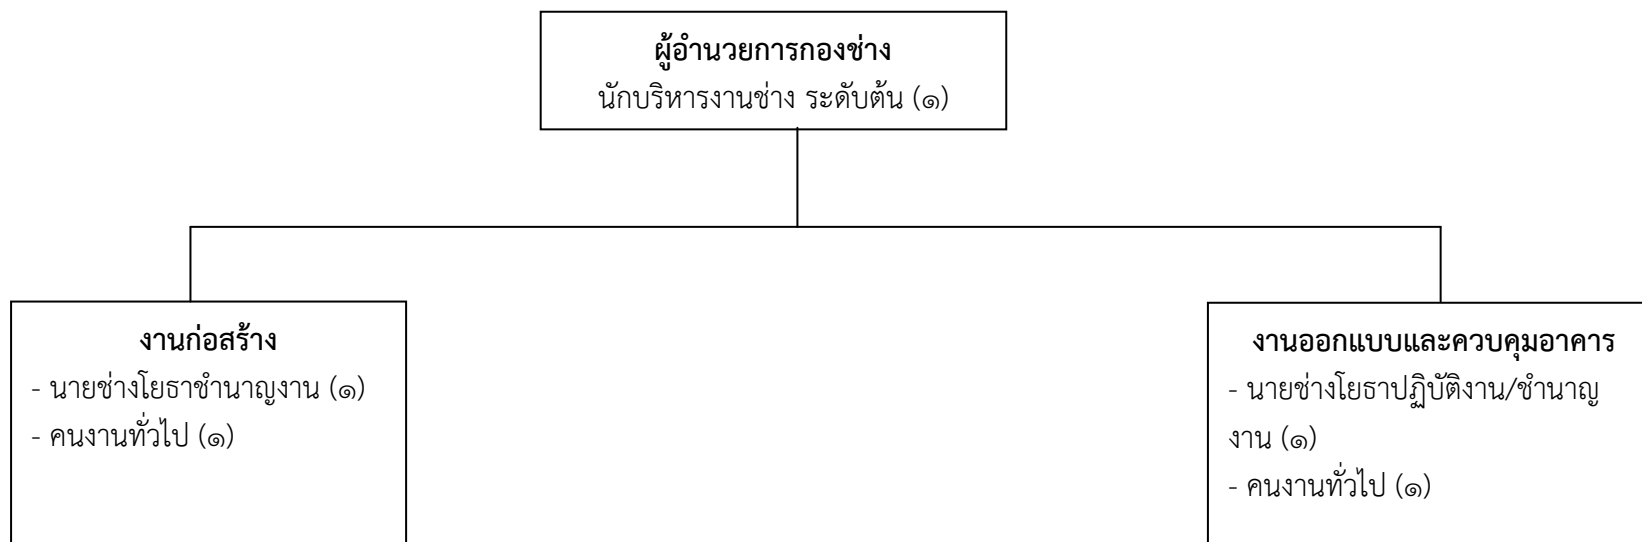 ผู้อำนวยการกองช่าง
นักบริหารงานช่าง ระดับต้น (๑)
งานก่อสร้าง
- นายช่างโยธาชำนาญงาน (๑)
- คนงานทั่วไป (๑)
งานออกแบบและควบคุมอาคาร
- นายช่างโยธาปฏิบัติงาน/ชำนาญ
งาน (๑)
- คนงานทั่วไป (๑)